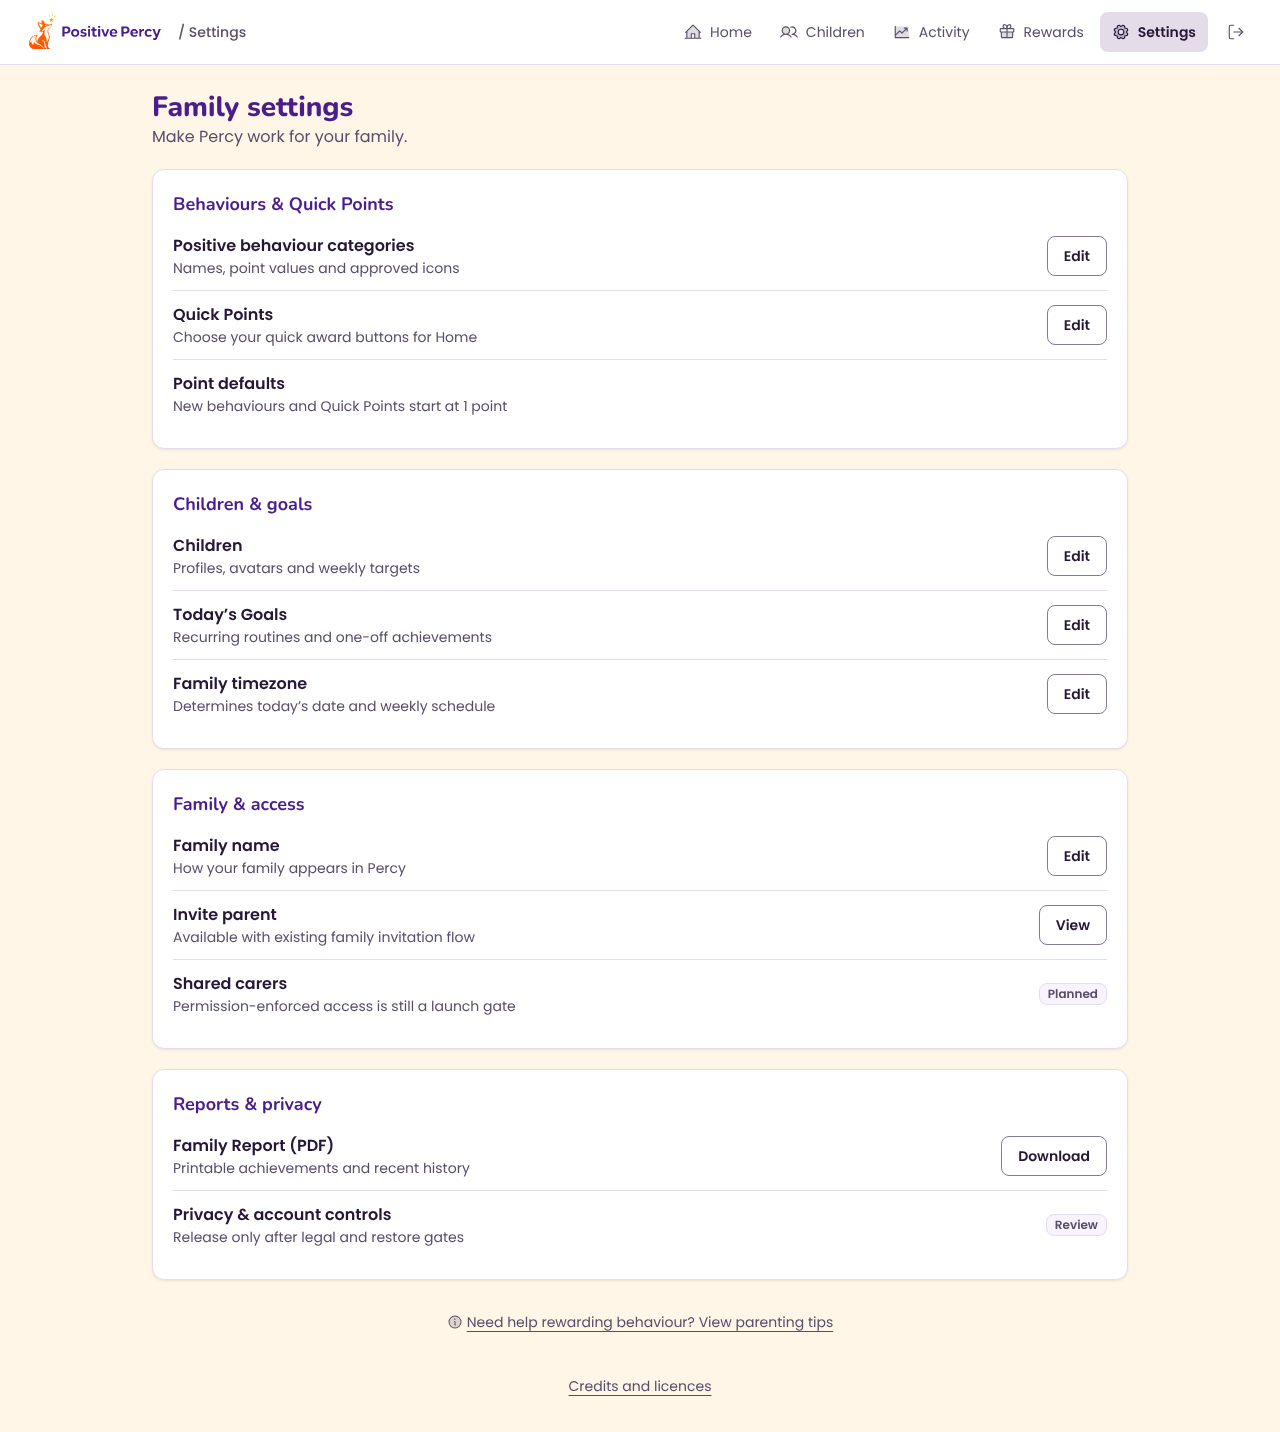 Positive Percy / Settings Home Children Activity Rewards Settings
Family settings
Make Percy work for your family.
Behaviours & Quick Points
Positive behaviour categories
Names, point values and approved icons
Edit
Quick Points
Choose your quick award buttons for Home
Edit
Point defaults
New behaviours and Quick Points start at 1 point
Children & goals
Children
Profiles, avatars and weekly targets
Edit
Today’s Goals
Recurring routines and one-off achievements
Edit
Family timezone
Determines today’s date and weekly schedule
Edit
Family & access
Family name
How your family appears in Percy
Edit
Invite parent
Available with existing family invitation flow
View
Shared carers
Permission-enforced access is still a launch gate
Planned
Reports & privacy
Family Report (PDF)
Printable achievements and recent history
Download
Privacy & account controls
Release only after legal and restore gates
Review
Need help rewarding behaviour? View parenting tips
Credits and licences